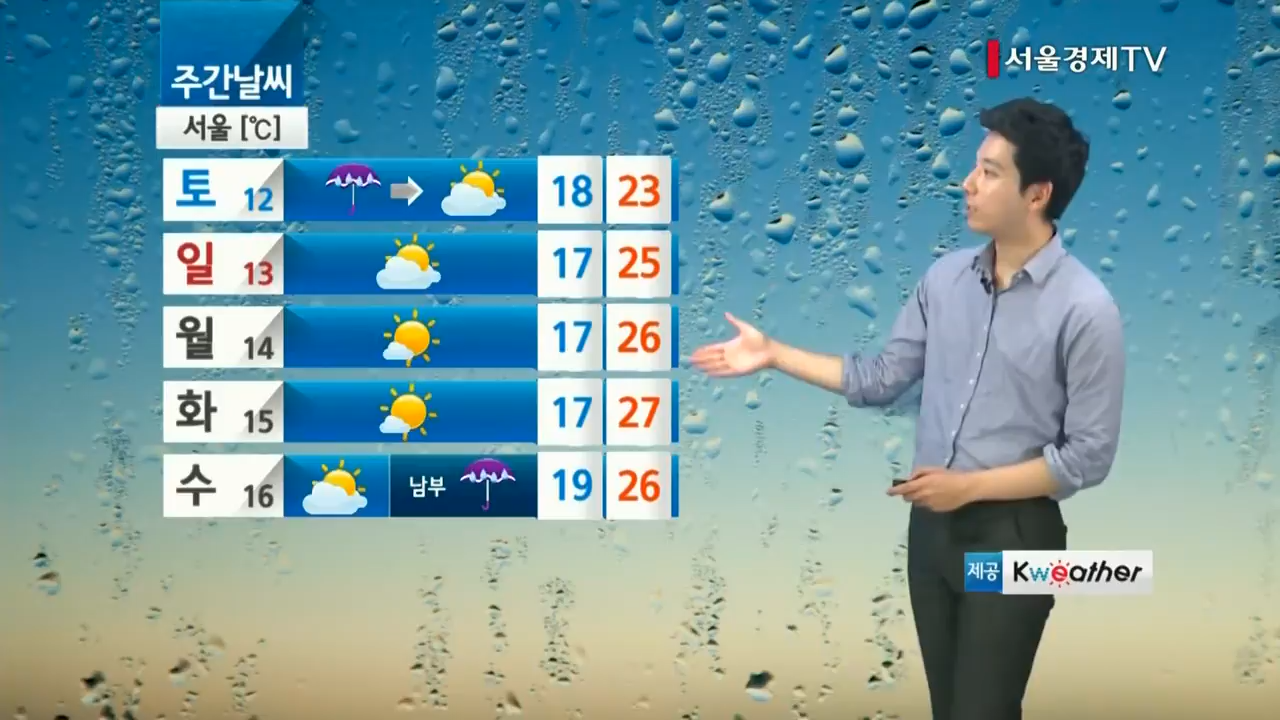 서울경제TV
주간날씨
서울 [℃]
토 12 18 23
일 13 17 25
월 14 17 26
화 15 17 27
수 16 남부 19 26
제공 Kweather